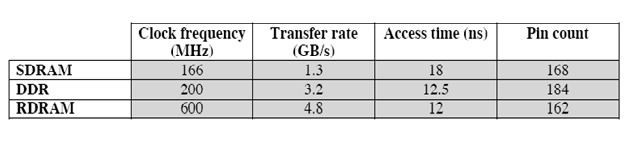 Clock frequency (MHz) Transfer rate (GB/s) Access time (ns) Pin count
SDRAM 166 1.3 18 168
DDR 200 3.2 12.5 184
RDRAM 600 4.8 12 162